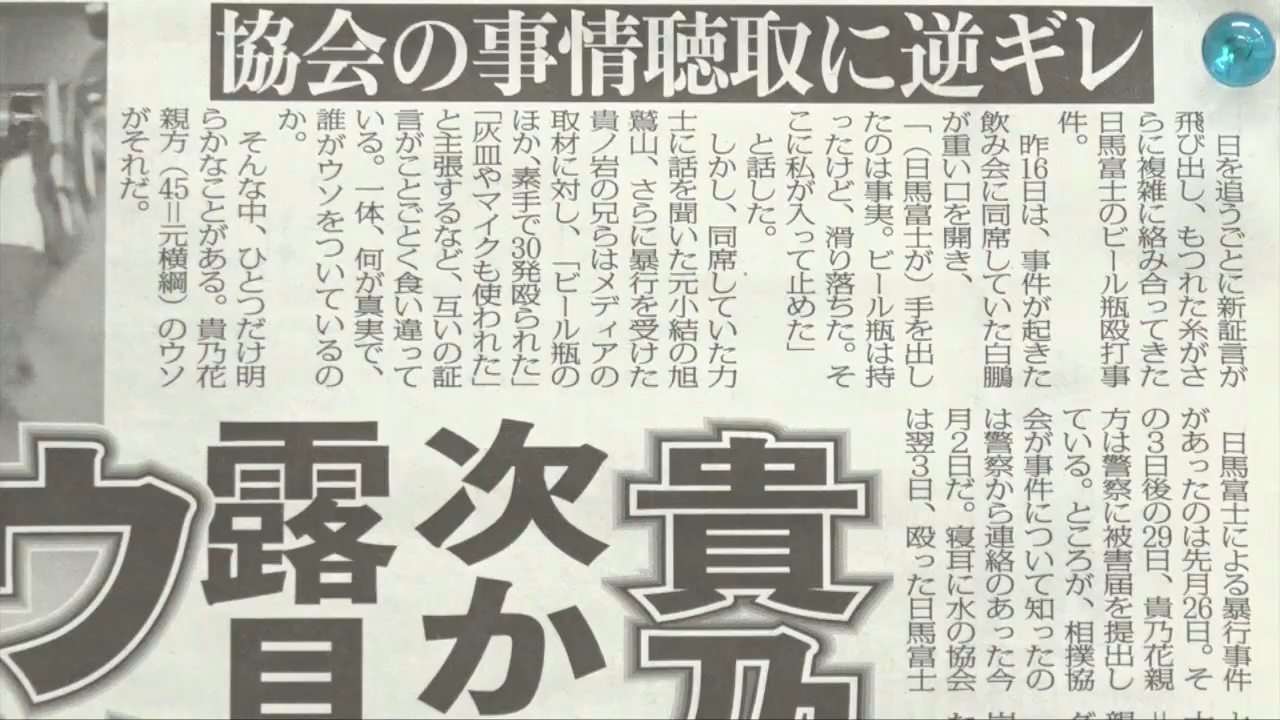 協会の事情聴取に逆ギレ
日を追うごとに新証言が
飛び出し、もつれた糸がさ
らに複雑に絡み合ってきた
日馬富士のビール瓶殴打事
件。
昨16日は、事件が起きた
飲み会に同席していた白鵬
が重い口を開き、
「（日馬富士が）手を出し
たのは事実。ビール瓶は持
ったけど、滑り落ちた。そ
こに私が入って止めた」
と話した。
しかし、同席していた力
士に話を聞いた元小結の旭
鷲山、さらに暴行を受けた
貴ノ岩の兄らはメディアの
取材に対し、「ビール瓶の
ほか、素手で30発殴られた」
「灰皿やマイクも使われた」
と主張するなど、互いの証
言がことごとく食い違って
いる。一体、何が真実で、
誰がウソをついているの
か。
そんな中、ひとつだけ明
らかなことがある。貴乃花
親方（45＝元横綱）のウソ
がそれだ。
日馬富士による暴行事件
があったのは先月26日。そ
の3日後の29日、貴乃花親
方は警察に被害届を提出し
ている。ところが、相撲協
会が事件について知ったの
は警察から連絡のあった今
月2日だ。寝耳に水の協会
は翌3日、殴った日馬富士
貴乃
次か
露
ウ